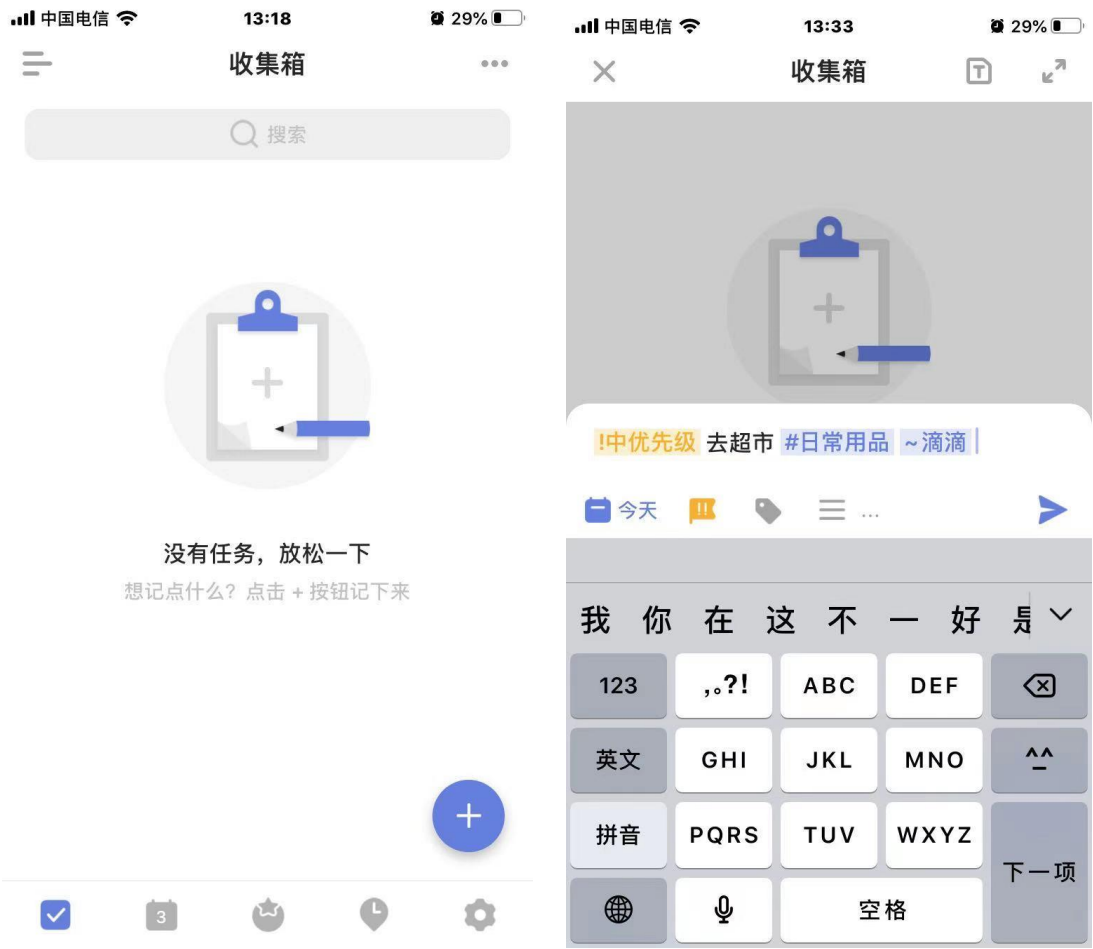 中国电信 13:18 29%
收集箱
搜索
没有任务，放松一下
想记点什么？点击 + 按钮记下来
3
中国电信 13:33 29%
收集箱
T
!中优先级 去超市 #日常用品 ~滴滴
今天 !! ...
我 你 在 这 不 一 好 是
123 ,。?! ABC DEF
英文 GHI JKL MNO ^^
拼音 PQRS TUV WXYZ
下一项
空格